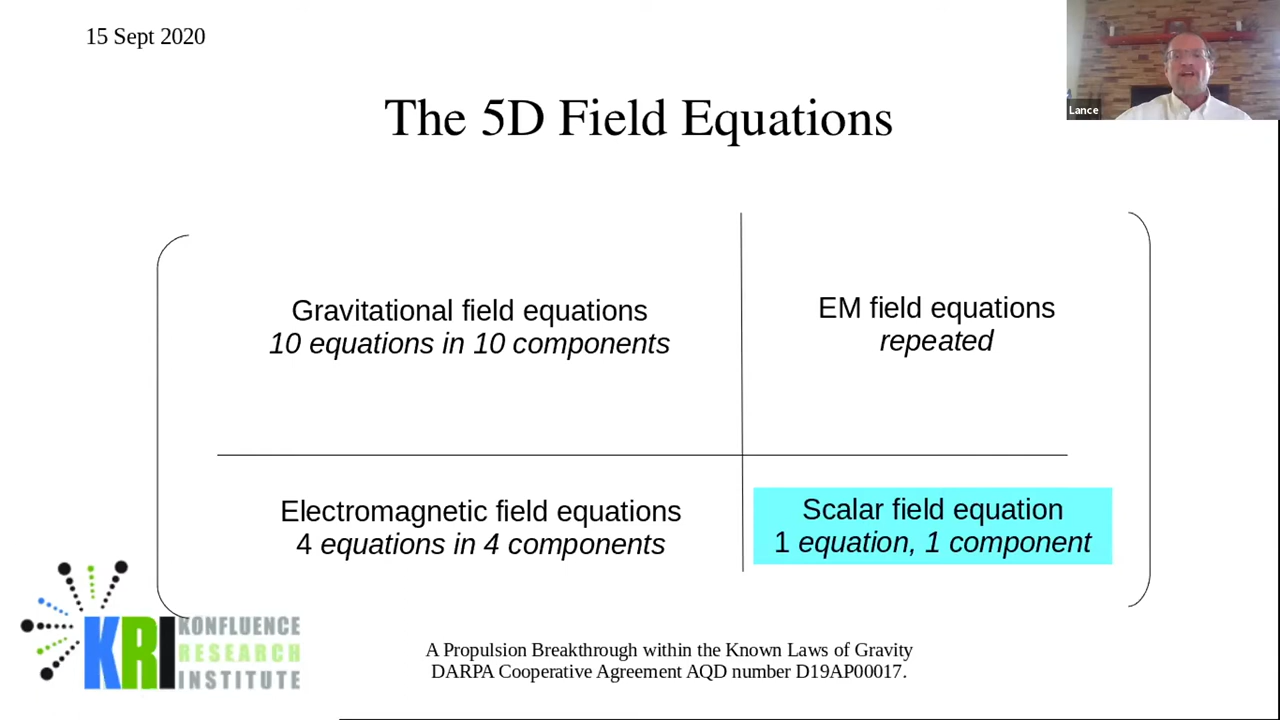 15 Sept 2020
Lance
The 5D Field Equations
Gravitational field equations
10 equations in 10 components
EM field equations
repeated
Electromagnetic field equations
4 equations in 4 components
Scalar field equation
1 equation, 1 component
KRI
KONFLUENCE
RESEARCH
INSTITUTE
A Propulsion Breakthrough within the Known Laws of Gravity
DARPA Cooperative Agreement AQD number D19AP00017.